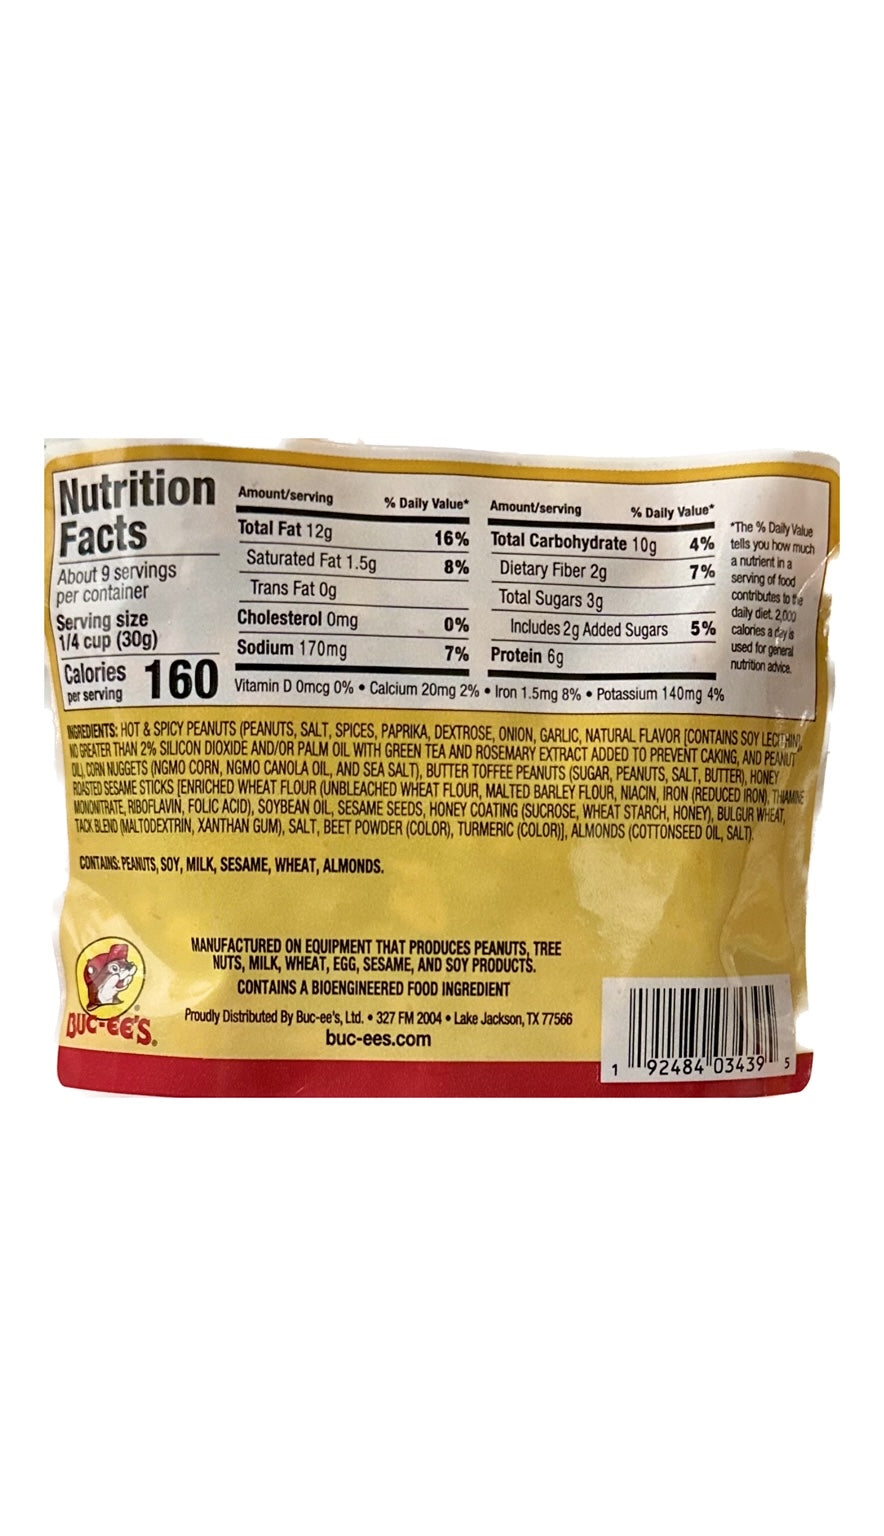 Nutrition
Facts
About 9 servings
per container
Serving size
1/4 cup (30g)
Calories
per serving
160
Amount/serving % Daily Value*
Total Fat 12g 16%
Saturated Fat 1.5g 8%
Trans Fat 0g
Cholesterol 0mg 0%
Sodium 170mg 7%
Amount/serving % Daily Value*
Total Carbohydrate 10g 4%
Dietary Fiber 2g 7%
Total Sugars 3g
Includes 2g Added Sugars 5%
Protein 6g
Vitamin D 0mcg 0% • Calcium 20mg 2% • Iron 1.5mg 8% • Potassium 140mg 4%
*The % Daily Value
tells you how much
a nutrient in a
serving of food
contributes to the
daily diet. 2,000
calories a day is
used for general
nutrition advice.
INGREDIENTS: HOT & SPICY PEANUTS (PEANUTS, SALT, SPICES, PAPRIKA, DEXTROSE, ONION, GARLIC, NATURAL FLAVOR [CONTAINS SOY LECITHIN],
NO GREATER THAN 2% SILICON DIOXIDE AND/OR PALM OIL WITH GREEN TEA AND ROSEMARY EXTRACT ADDED TO PREVENT CAKING, AND PEANUT
OIL), CORN NUGGETS (NGMO CORN, NGMO CANOLA OIL, AND SEA SALT), BUTTER TOFFEE PEANUTS (SUGAR, PEANUTS, SALT, BUTTER), HONEY
ROASTED SESAME STICKS [ENRICHED WHEAT FLOUR (UNBLEACHED WHEAT FLOUR, MALTED BARLEY FLOUR, NIACIN, IRON (REDUCED IRON), THIAMINE
MONONITRATE, RIBOFLAVIN, FOLIC ACID), SOYBEAN OIL, SESAME SEEDS, HONEY COATING (SUCROSE, WHEAT STARCH, HONEY), BULGUR WHEAT,
TACK BLEND (MALTODEXTRIN, XANTHAN GUM), SALT, BEET POWDER (COLOR), TURMERIC (COLOR)], ALMONDS (COTTONSEED OIL, SALT).
CONTAINS: PEANUTS, SOY, MILK, SESAME, WHEAT, ALMONDS.
MANUFACTURED ON EQUIPMENT THAT PRODUCES PEANUTS, TREE
NUTS, MILK, WHEAT, EGG, SESAME, AND SOY PRODUCTS.
CONTAINS A BIOENGINEERED FOOD INGREDIENT
Proudly Distributed By Buc-ee's, Ltd. • 327 FM 2004 • Lake Jackson, TX 77566
buc-ees.com
BUC-EE'S®
1 92484 03439 5